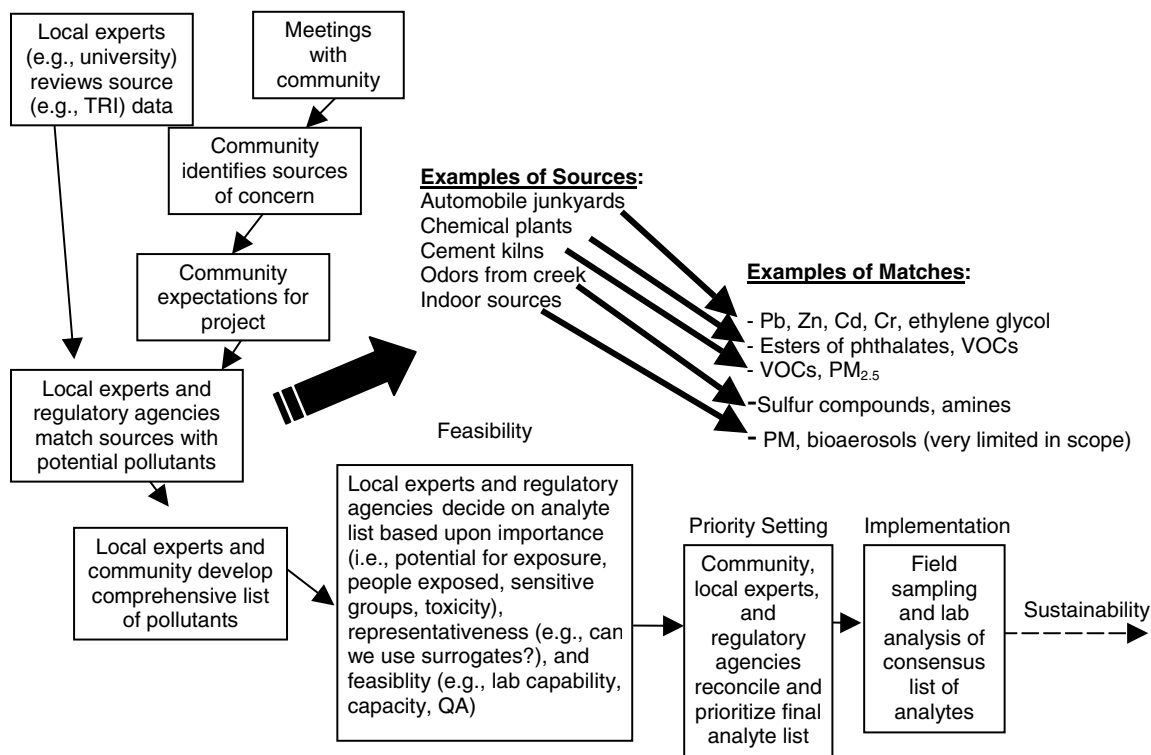 Local experts
(e.g., university)
reviews source
(e.g., TRI) data
Meetings
with
community
Community
identifies sources
of concern
Community
expectations for
project
Local experts and
regulatory agencies
match sources with
potential pollutants
Local experts and
community develop
comprehensive list
of pollutants
Examples of Sources:
Automobile junkyards
Chemical plants
Cement kilns
Odors from creek
Indoor sources
Examples of Matches:
- Pb, Zn, Cd, Cr, ethylene glycol
- Esters of phthalates, VOCs
- VOCs, PM2.5
-Sulfur compounds, amines
- PM, bioaerosols (very limited in scope)
Feasibility
Local experts and regulatory
agencies decide on analyte
list based upon importance
(i.e., potential for exposure,
people exposed, sensitive
groups, toxicity),
representativeness (e.g., can
we use surrogates?), and
feasiblity (e.g., lab capability,
capacity, QA)
Priority Setting
Community,
local experts,
and
regulatory
agencies
reconcile and
prioritize final
analyte list
Implementation
Field
sampling
and lab
analysis of
consensus
list of
analytes
Sustainability